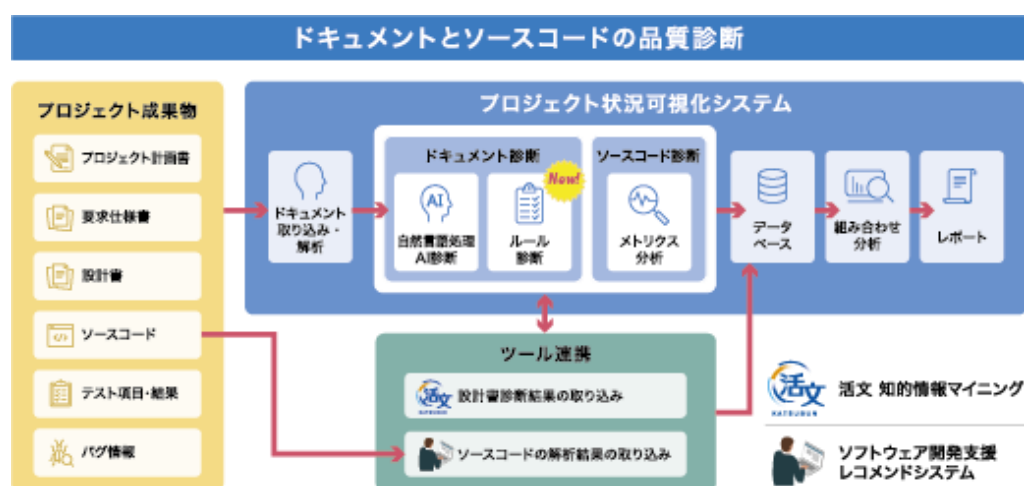 ドキュメントとソースコードの品質診断
プロジェクト成果物
プロジェクト計画書
要求仕様書
設計書
ソースコード
テスト項目・結果
バグ情報
プロジェクト状況可視化システム
ドキュメント
取り込み・
解析
ドキュメント診断
AI
自然言語処理
AI診断
New!
ルール
診断
ソースコード診断
メトリクス
分析
データ
ベース
組み合わせ
分析
レポート
ツール連携
活文
KATSUBUN
設計書診断結果の取り込み
ソースコードの解析結果の取り込み
活文
KATSUBUN
活文 知的情報マイニング
ソフトウェア開発支援
レコメンドシステム